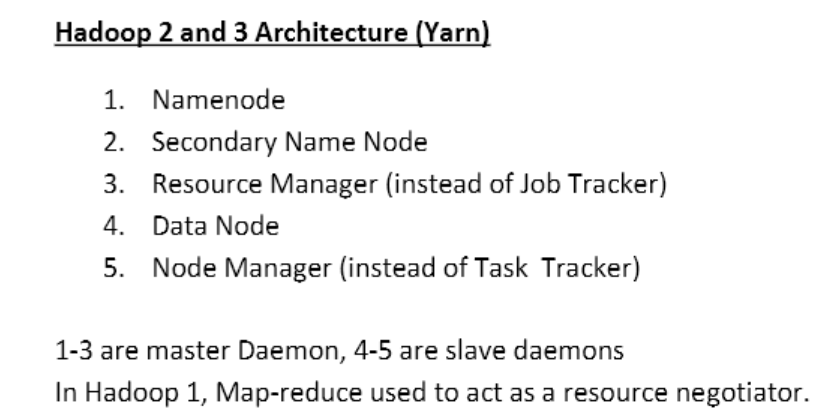 Hadoop 2 and 3 Architecture (Yarn)
1. Namenode
2. Secondary Name Node
3. Resource Manager (instead of Job Tracker)
4. Data Node
5. Node Manager (instead of Task Tracker)
1-3 are master Daemon, 4-5 are slave daemons
In Hadoop 1, Map-reduce used to act as a resource negotiator.